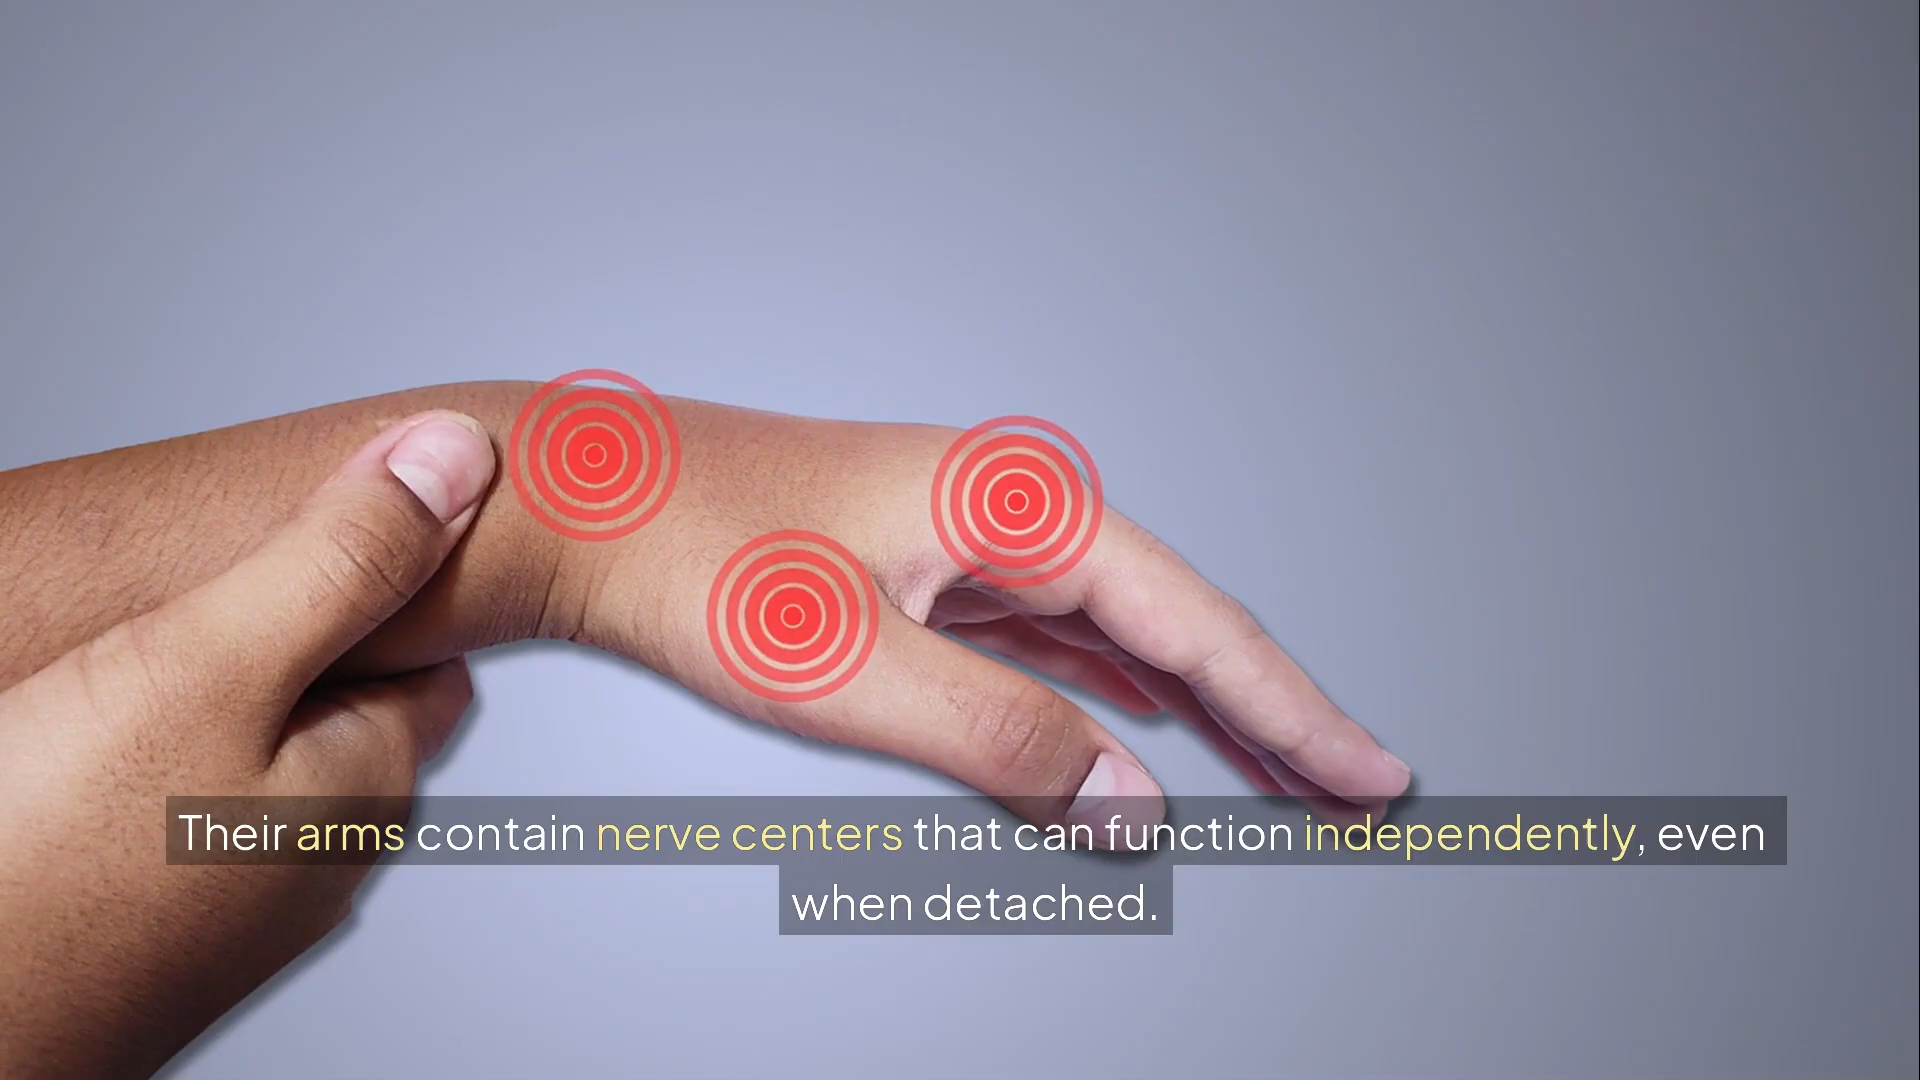 Their arms contain nerve centers that can function independently, even
when detached.